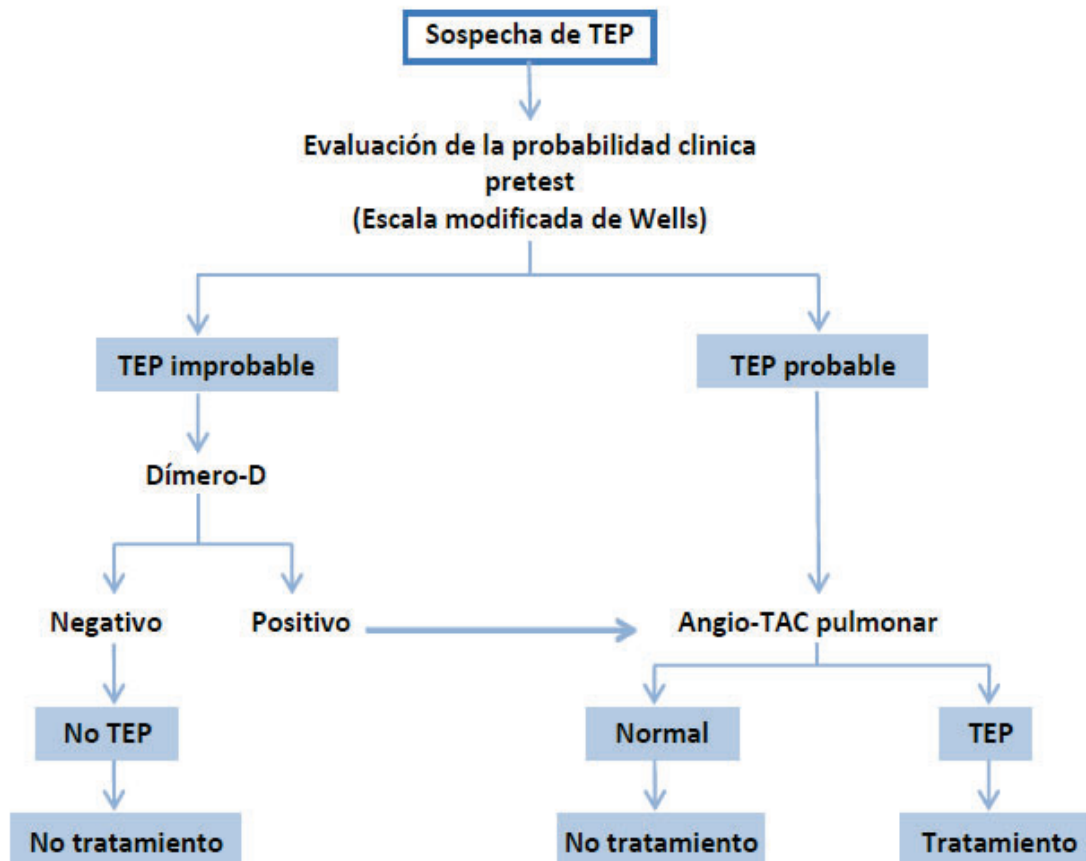 Sospecha de TEP
Evaluación de la probabilidad clinica
pretest
(Escala modificada de Wells)
TEP improbable
TEP probable
Dímero-D
Negativo
Positivo
Angio-TAC pulmonar
No TEP
Normal
TEP
No tratamiento
No tratamiento
Tratamiento